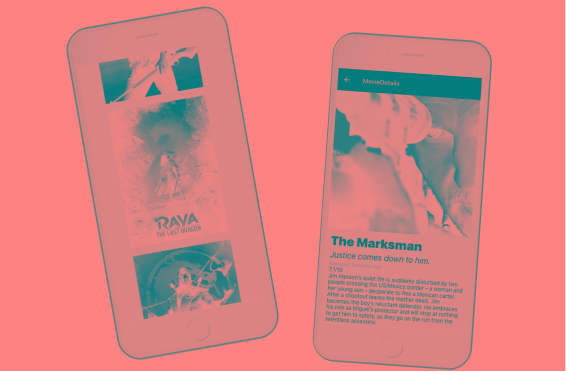 RAYA
THE LAST DRAGON
MovieDetails
The Marksman
Justice comes down to him.
7.1/10
Jim Hanson's quiet life is suddenly disturbed by two
people crossing the US/Mexico border – a woman and
her young son – desperate to flee a Mexican cartel.
After a shootout leaves the mother dead, Jim
becomes the boy's reluctant defender. He embraces
his role as Miguel's protector and will stop at nothing
to get him to safety, as they go on the run from the
relentless assassins.